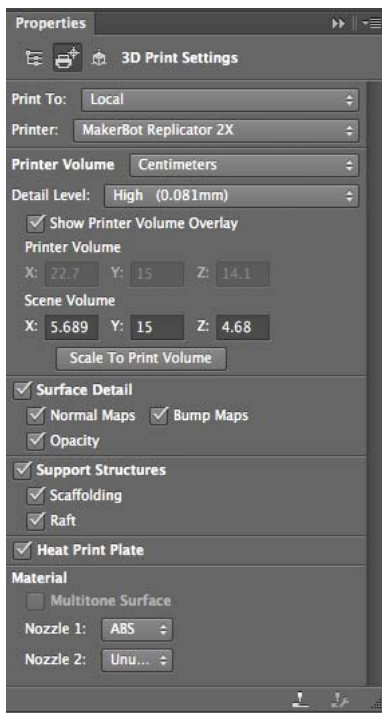 Properties
3D Print Settings
Print To: Local
Printer: MakerBot Replicator 2X
Printer Volume Centimeters
Detail Level: High (0.081mm)
Show Printer Volume Overlay
Printer Volume
X: 22.7 Y: 15 Z: 14.1
Scene Volume
X: 5.689 Y: 15 Z: 4.68
Scale To Print Volume
Surface Detail
Normal Maps Bump Maps
Opacity
Support Structures
Scaffolding
Raft
Heat Print Plate
Material
Multitone Surface
Nozzle 1: ABS
Nozzle 2: Unu...